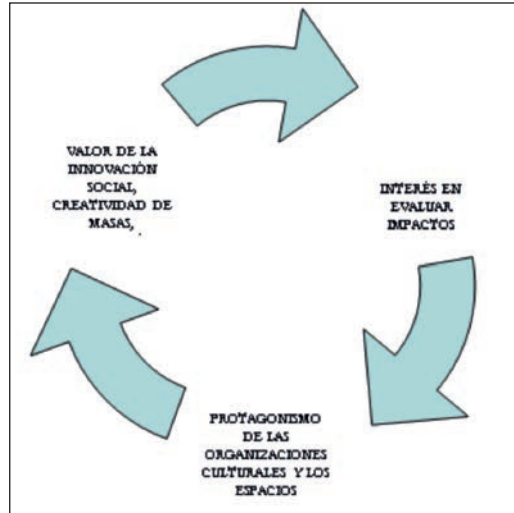 VALOR DE LA
INNOVACIÓN
SOCIAL,
CREATIVIDAD DE
MASAS,
INTERÉS EN
EVALUAR
IMPACTOS
PROTAGONISMO
DE LAS
ORGANIZACIONES
CULTURALES Y LOS
ESPACIOS